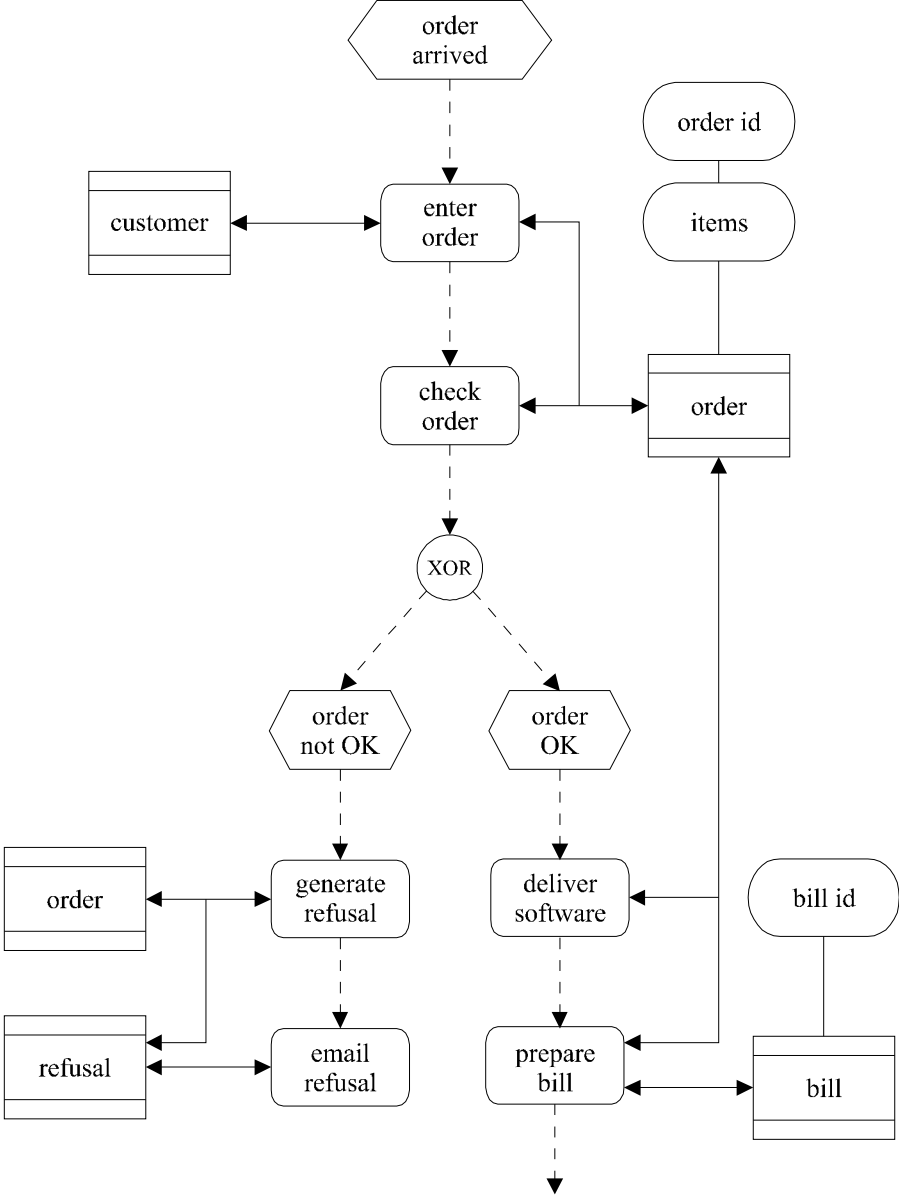 order
arrived
order id
customer
enter
order
items
check
order
order
XOR
order
not OK
order
OK
order
generate
refusal
deliver
software
bill id
refusal
email
refusal
prepare
bill
bill